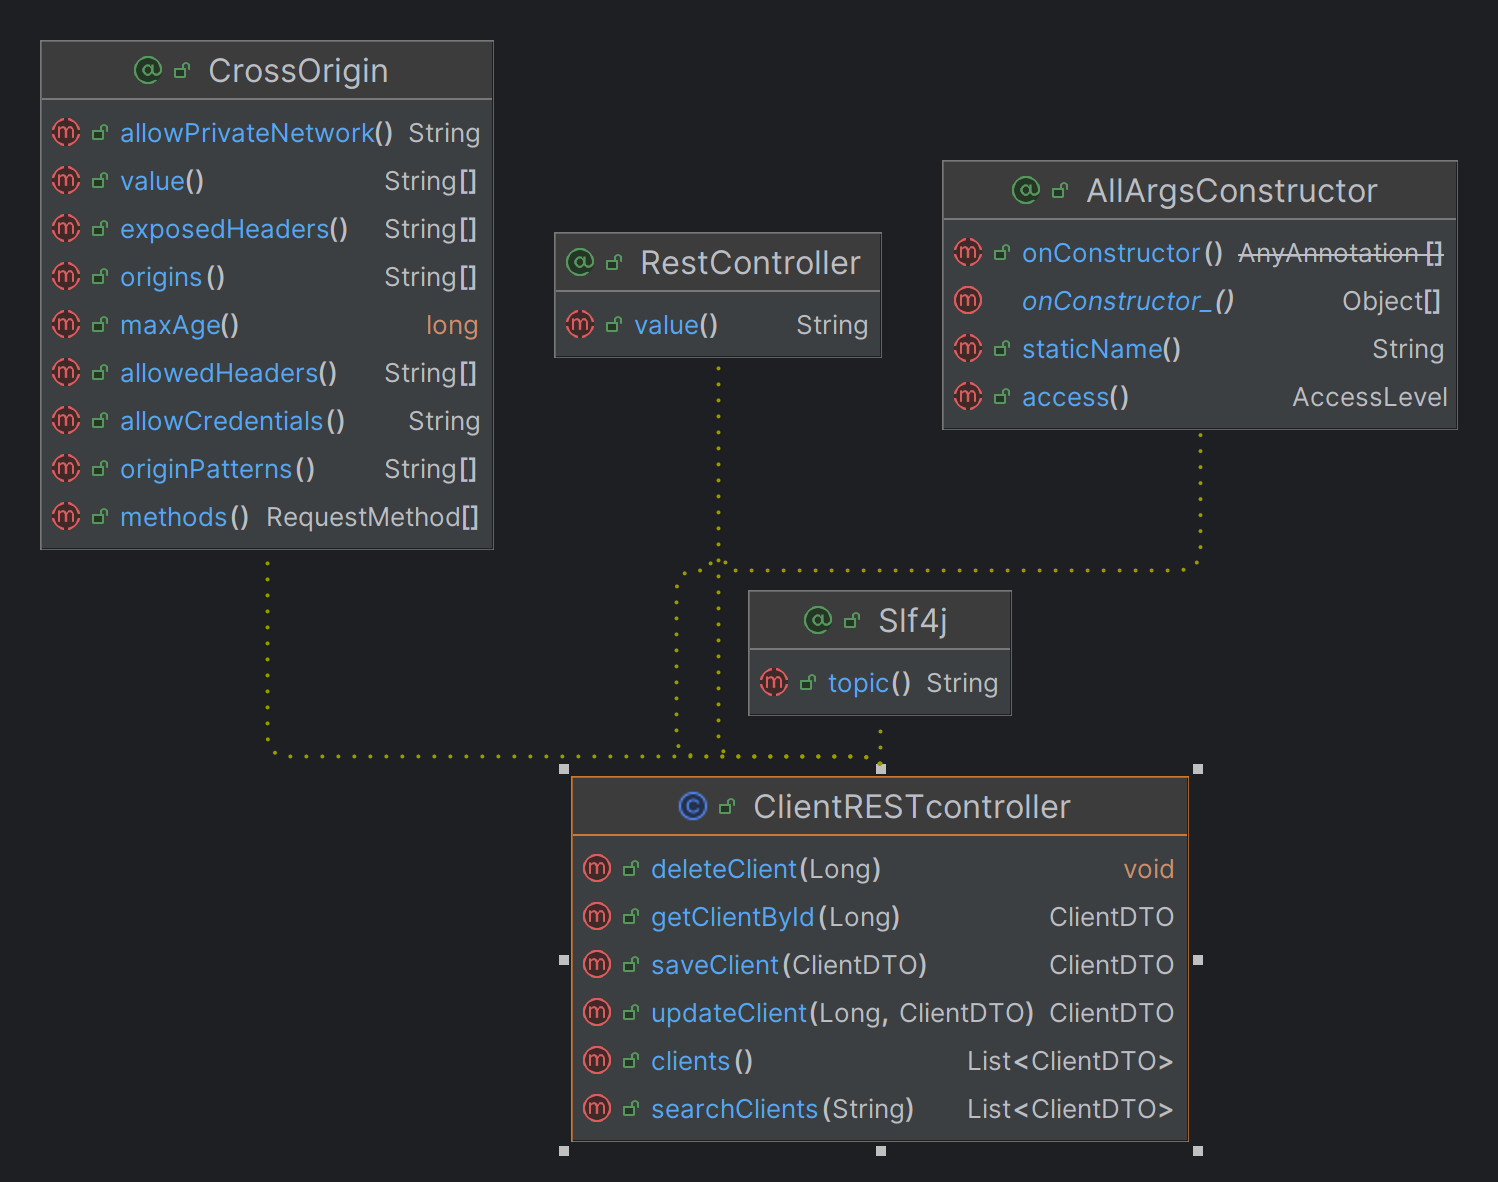 CrossOrigin
allowPrivateNetwork() String
value() String[]
exposedHeaders() String[]
origins() String[]
maxAge() long
allowedHeaders() String[]
allowCredentials() String
originPatterns() String[]
methods() RequestMethod[]
RestController
value() String
AllArgsConstructor
onConstructor() AnyAnnotation[]
onConstructor_() Object[]
staticName() String
access() AccessLevel
Slf4j
topic() String
ClientRESTcontroller
deleteClient(Long) void
getClientById(Long) ClientDTO
saveClient(ClientDTO) ClientDTO
updateClient(Long, ClientDTO) ClientDTO
clients() List<ClientDTO>
searchClients(String) List<ClientDTO>